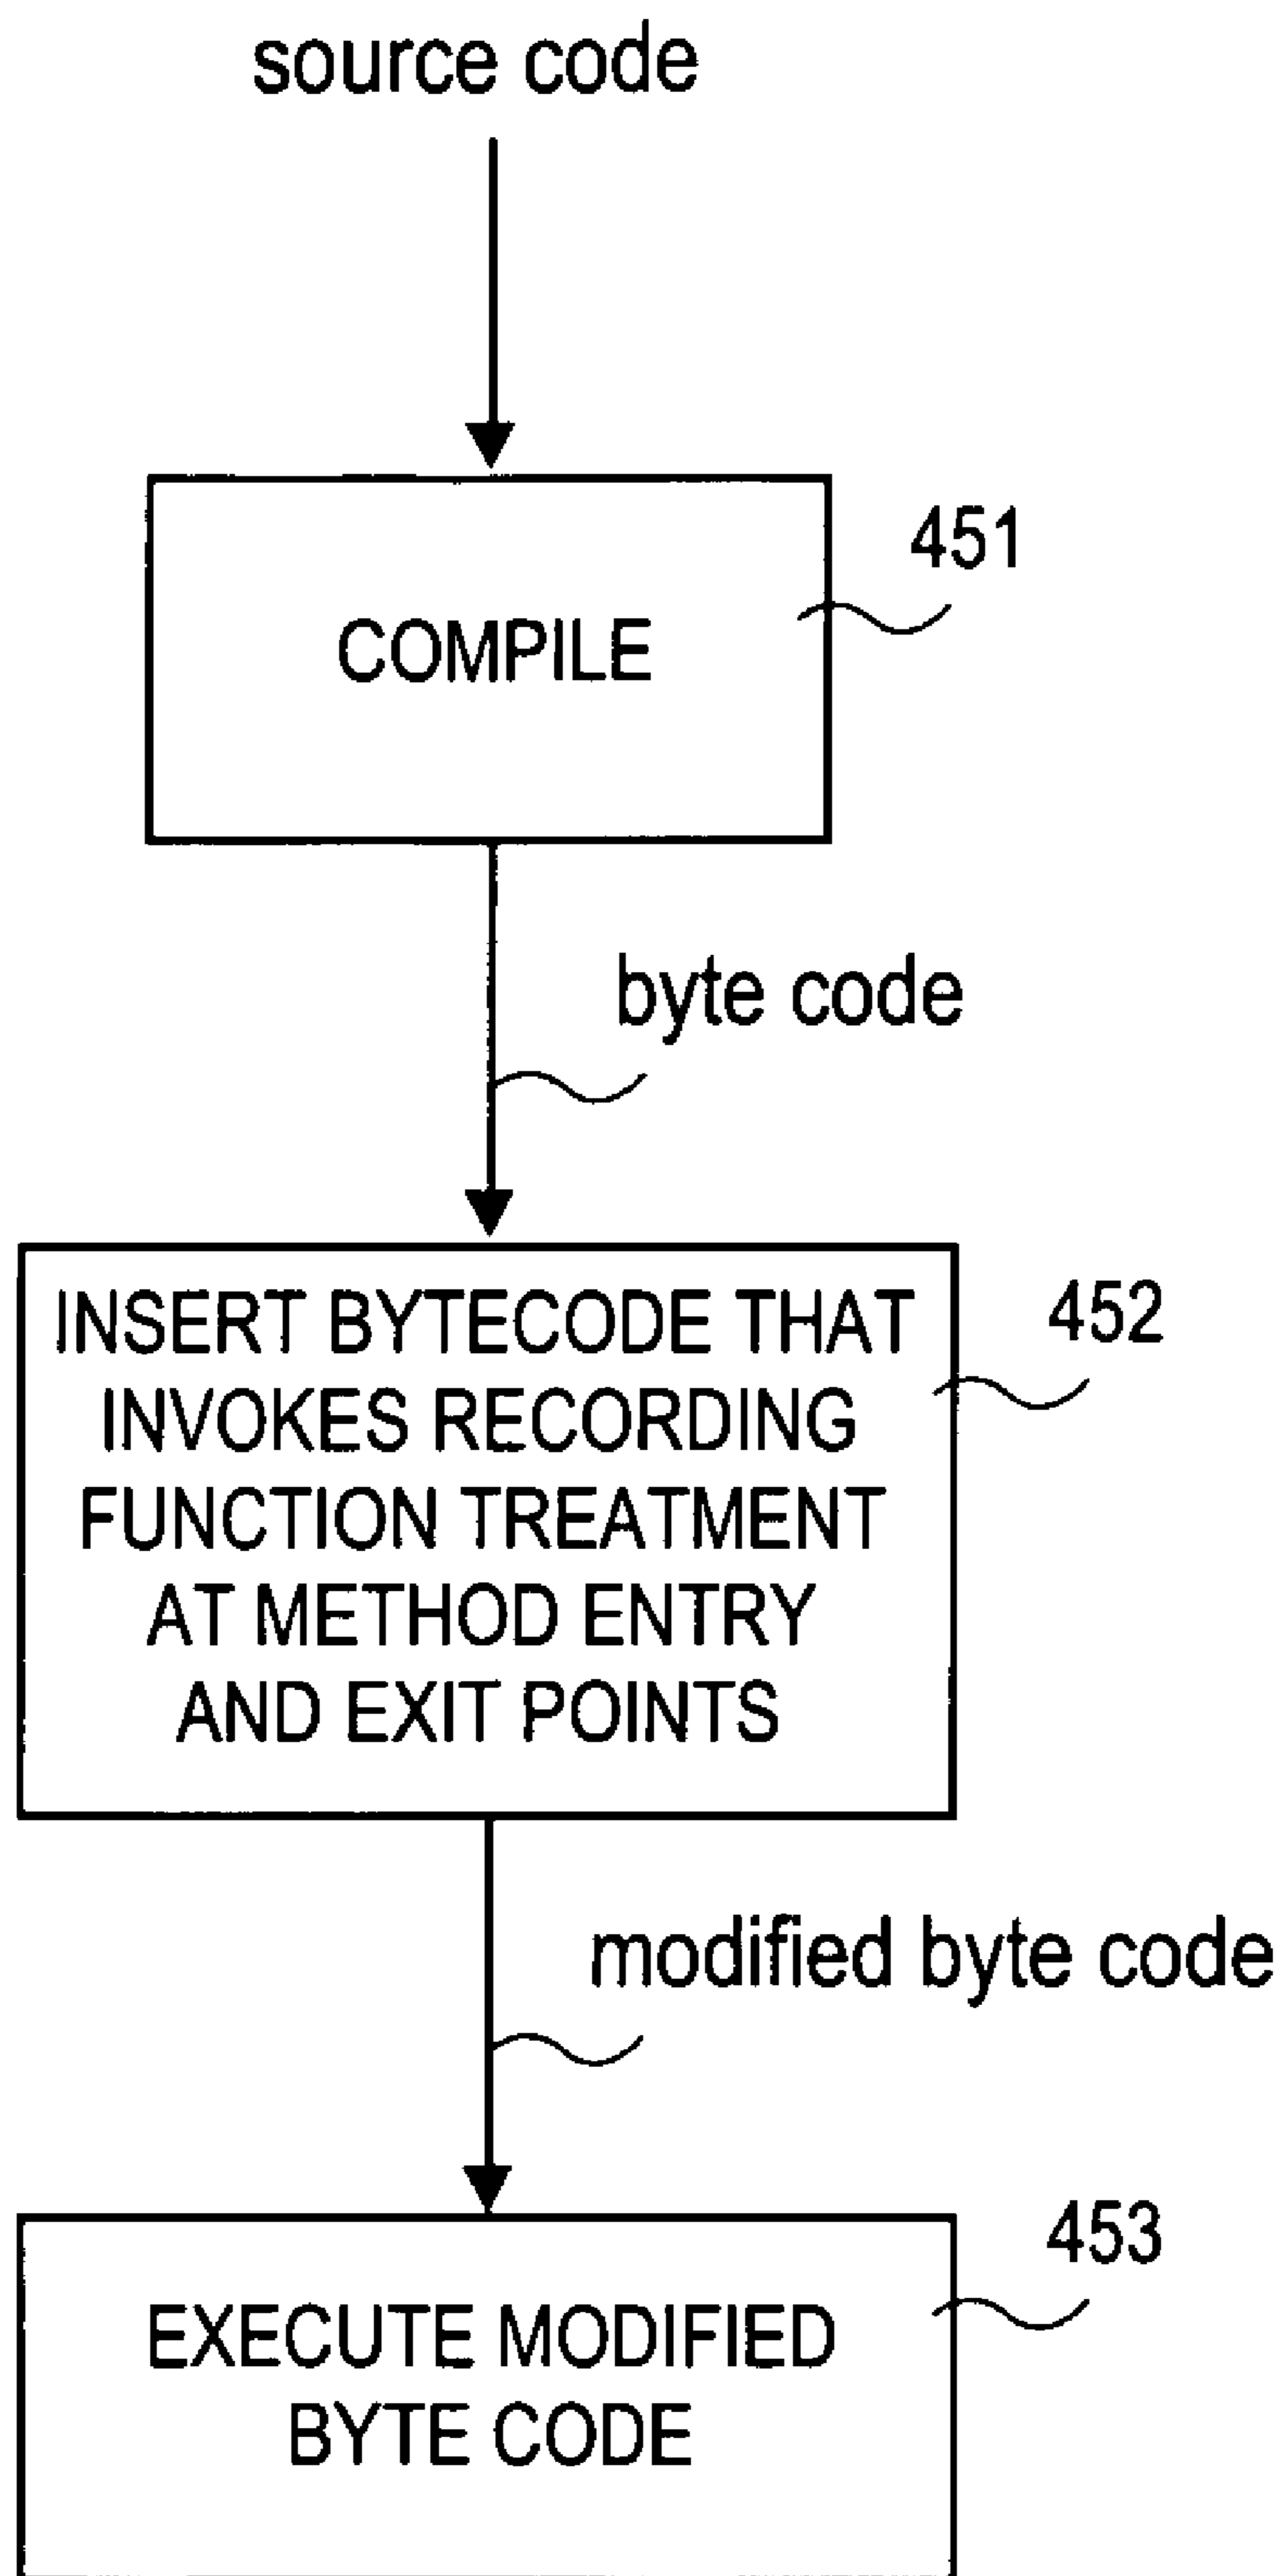 source code
451
COMPILE
byte code
INSERT BYTECODE THAT
INVOKES RECORDING
FUNCTION TREATMENT
AT METHOD ENTRY
AND EXIT POINTS
452
modified byte code
453
EXECUTE MODIFIED
BYTE CODE